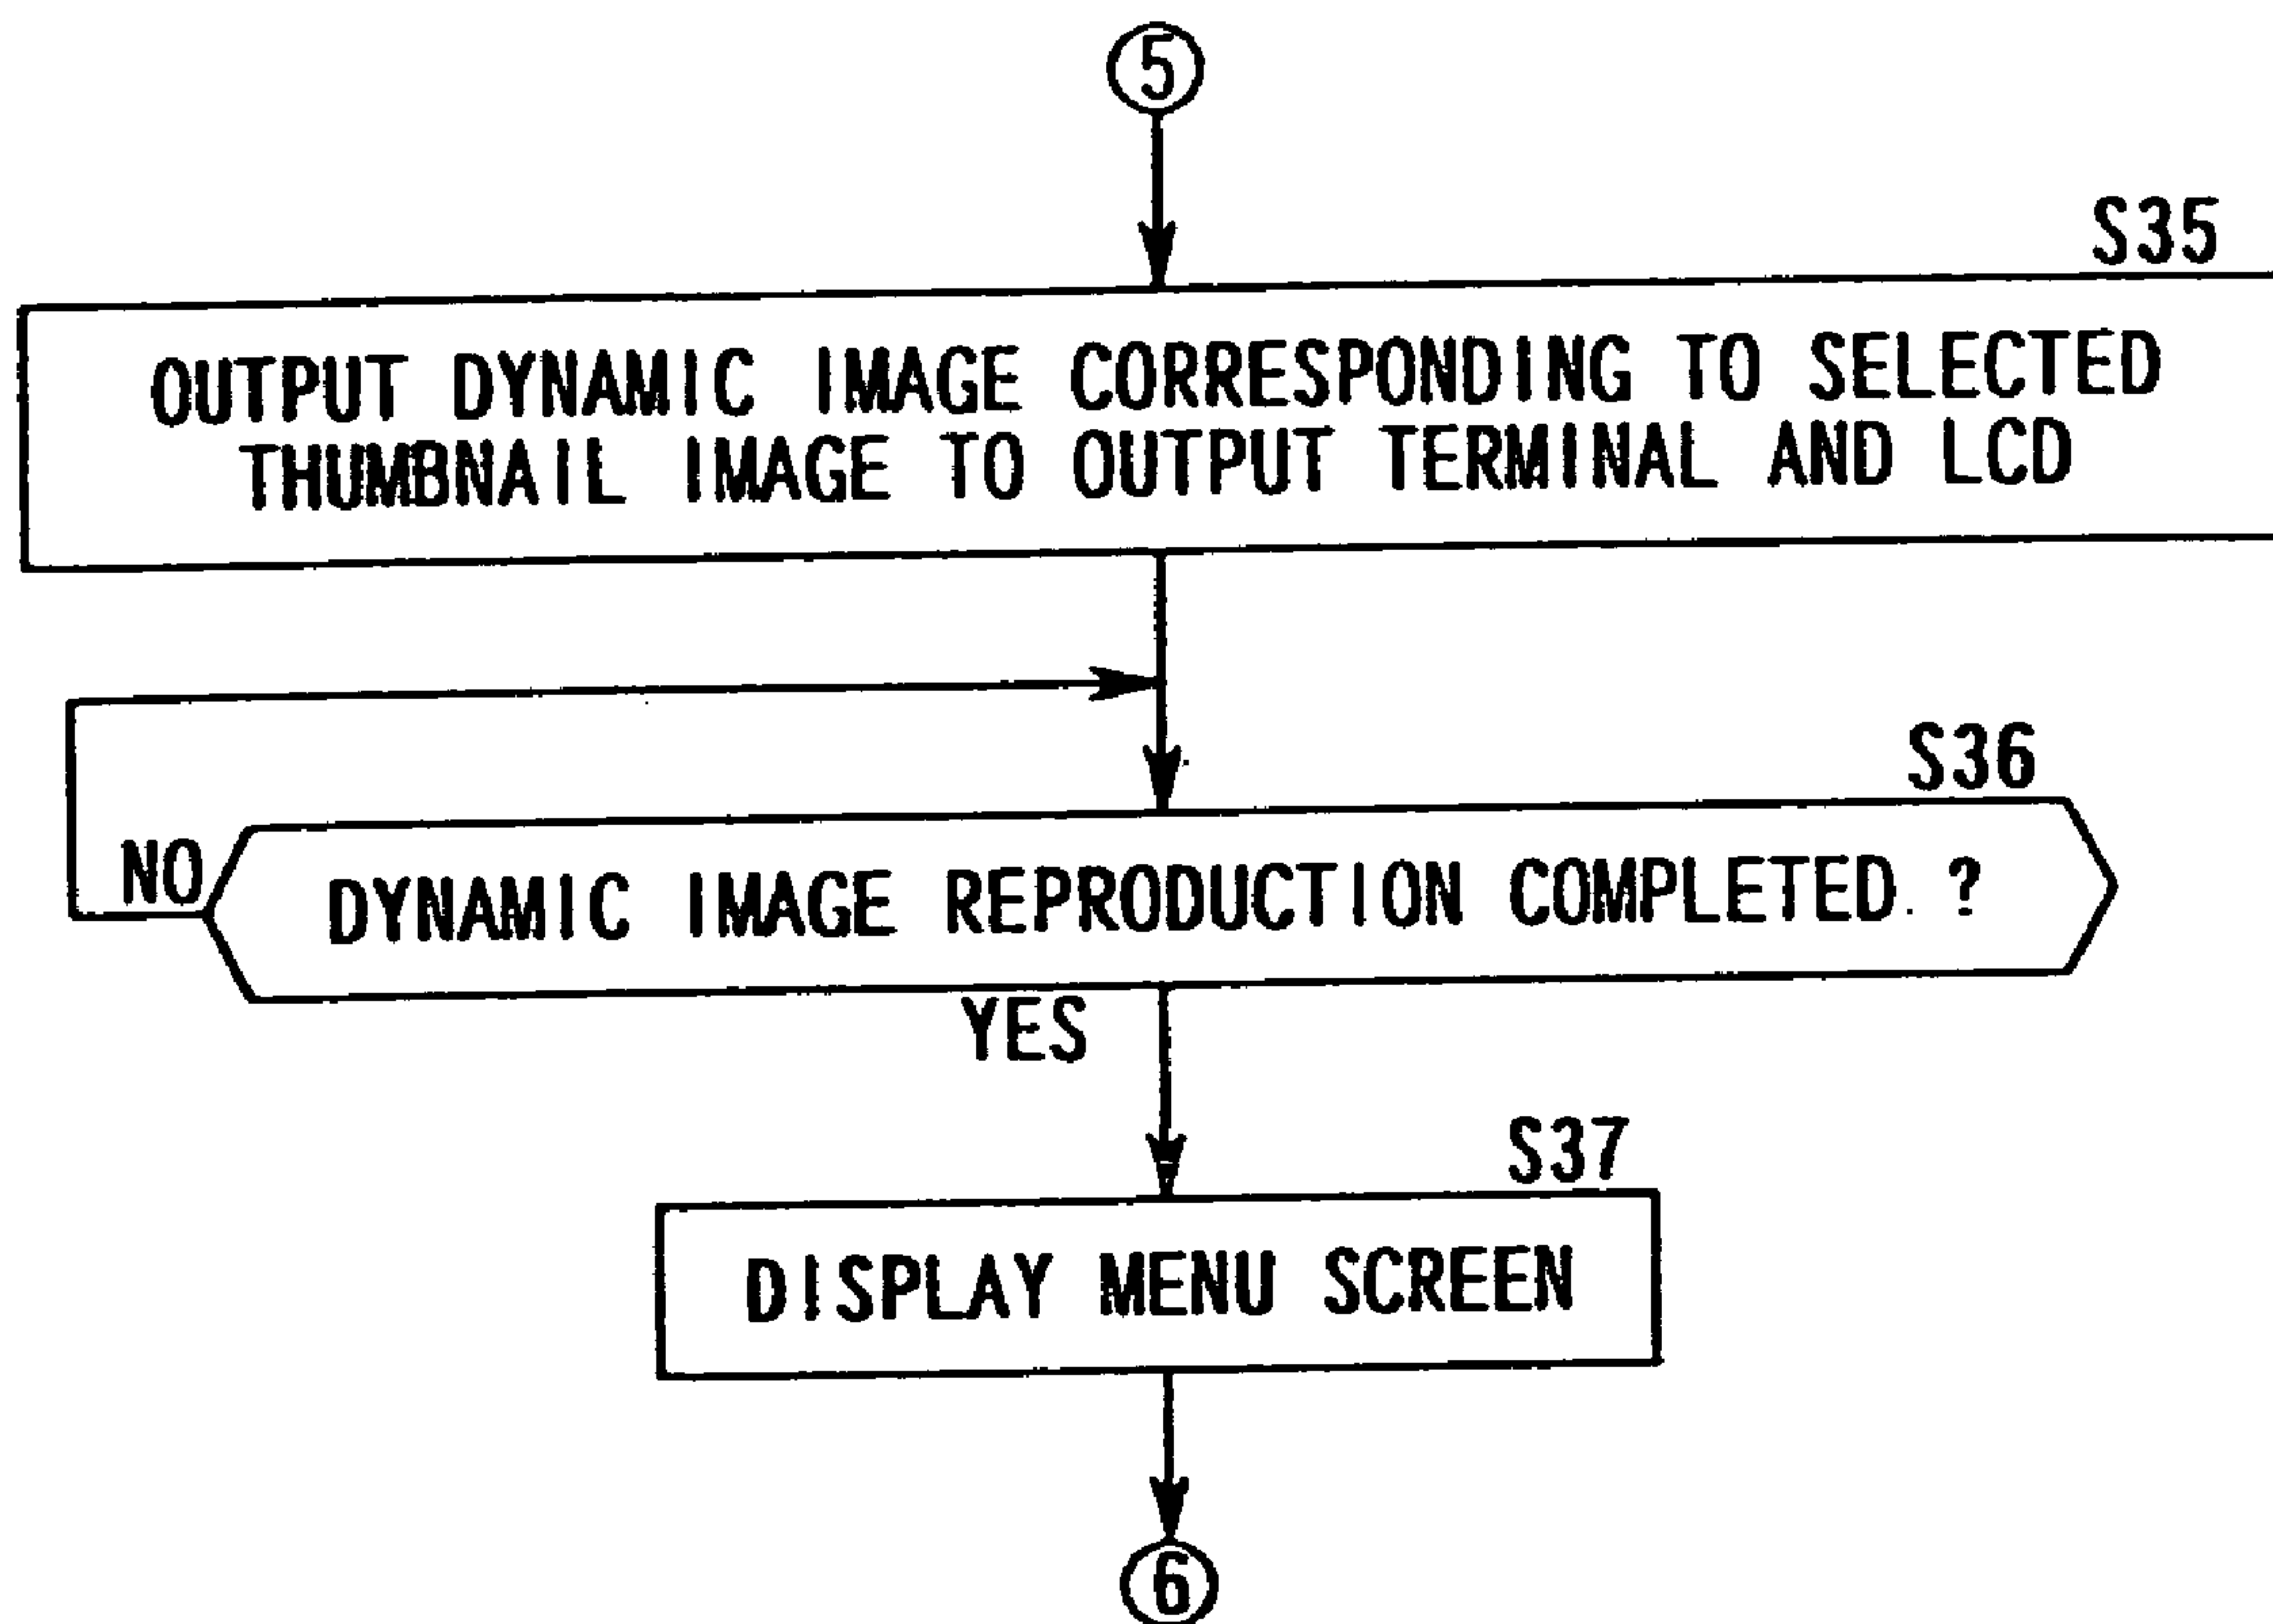 5
S35
OUTPUT DYNAMIC IMAGE CORRESPONDING TO SELECTED
THUMBNAIL IMAGE TO OUTPUT TERMINAL AND LCD
S36
NO
DYNAMIC IMAGE REPRODUCTION COMPLETED ?
YES
S37
DISPLAY MENU SCREEN
6